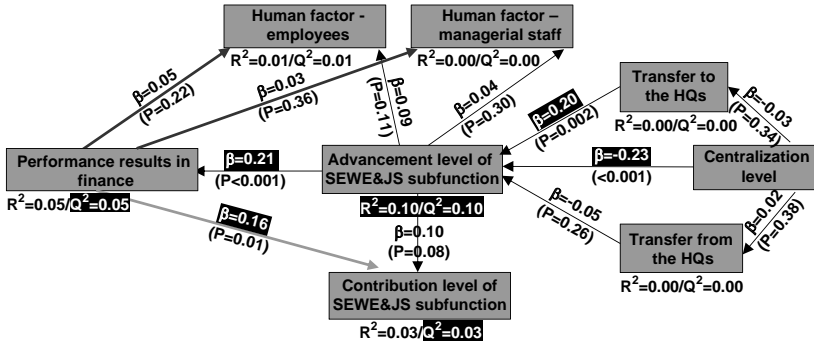 Human factor -
employees
R²=0.01/Q²=0.01
Human factor –
managerial staff
R²=0.00/Q²=0.00
β=0.05
(P=0.22)
β=0.03
(P=0.36)
β=0.09
(P=0.11)
β=0.04
(P=0.30)
β=0.20
(P=0.002)
Transfer to
the HQs
R²=0.00/Q²=0.00
β=-0.03
(P=0.34)
Performance results in
finance
R²=0.05/Q²=0.05
β=0.21
(P<0.001)
Advancement level of
SEWE&JS subfunction
R²=0.10/Q²=0.10
β=-0.23
(<0.001)
Centralization
level
β=0.16
(P=0.01)
β=0.10
(P=0.08)
β=-0.05
(P=0.26)
β=0.02
(P=0.38)
Transfer from
the HQs
R²=0.00/Q²=0.00
Contribution level of
SEWE&JS subfunction
R²=0.03/Q²=0.03